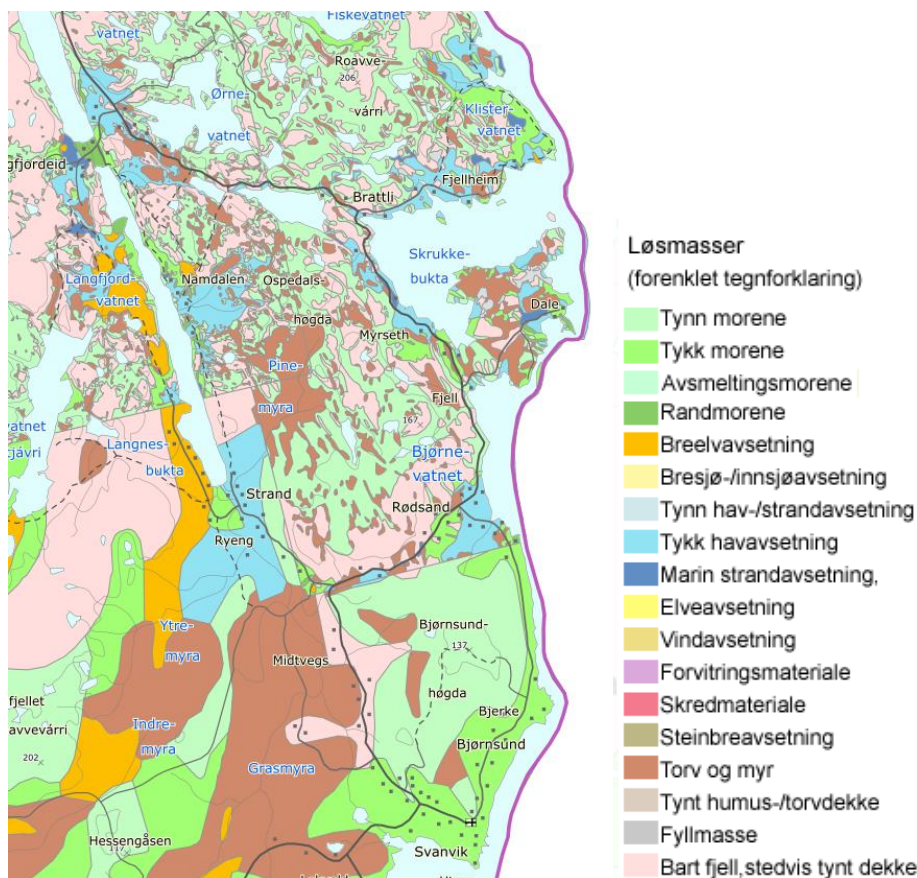 vatnet
Fiskevatnet
Roavve-
206
várri
Ørne-
vatnet
Klister-
vatnet
gfjordeid
Fjellheim
Brattli
Skrukke-
bukta
Langfjord-
vatnet
Namdalen
Ospedals-
høgda
Dale
Myrseth
Pine-
myra
Fjell
167
vatnet
cjávri
Langnes-
bukta
Bjørne-
vatnet
Strand
Rødsand
Ryeng
Ytre-
myra
Bjørnsund-
137
Midtvegs
høgda
fjellet
avvevárri
202
Indre-
myra
Bjerke
Bjørnsund
Grasmyra
Hessengåsen
117
Svanvik
Løsmasser
(forenklet tegnforklaring)
Tynn morene
Tykk morene
Avsmeltingsmorene
Randmorene
Breelvavsetning
Bresjø-/innsjøavsetning
Tynn hav-/strandavsetning
Tykk havavsetning
Marin strandavsetning,
Elveavsetning
Vindavsetning
Forvitringsmateriale
Skredmateriale
Steinbreavsetning
Torv og myr
Tynt humus-/torvdekke
Fyllmasse
Bart fjell,stedvis tynt dekke